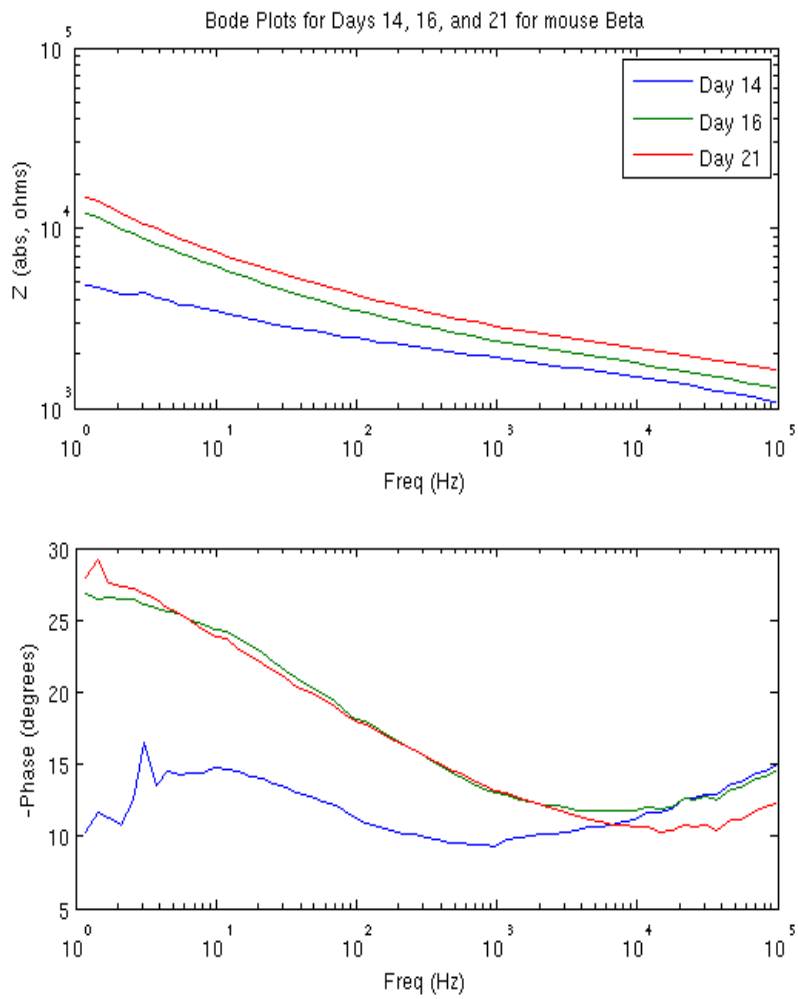 Bode Plots for Days 14, 16, and 21 for mouse Beta
10^5
10^4
10^3
Z (abs, ohms)
Day 14
Day 16
Day 21
10^0 10^1 10^2 10^3 10^4 10^5
Freq (Hz)
30
25
20
15
10
5
-Phase (degrees)
10^0 10^1 10^2 10^3 10^4 10^5
Freq (Hz)